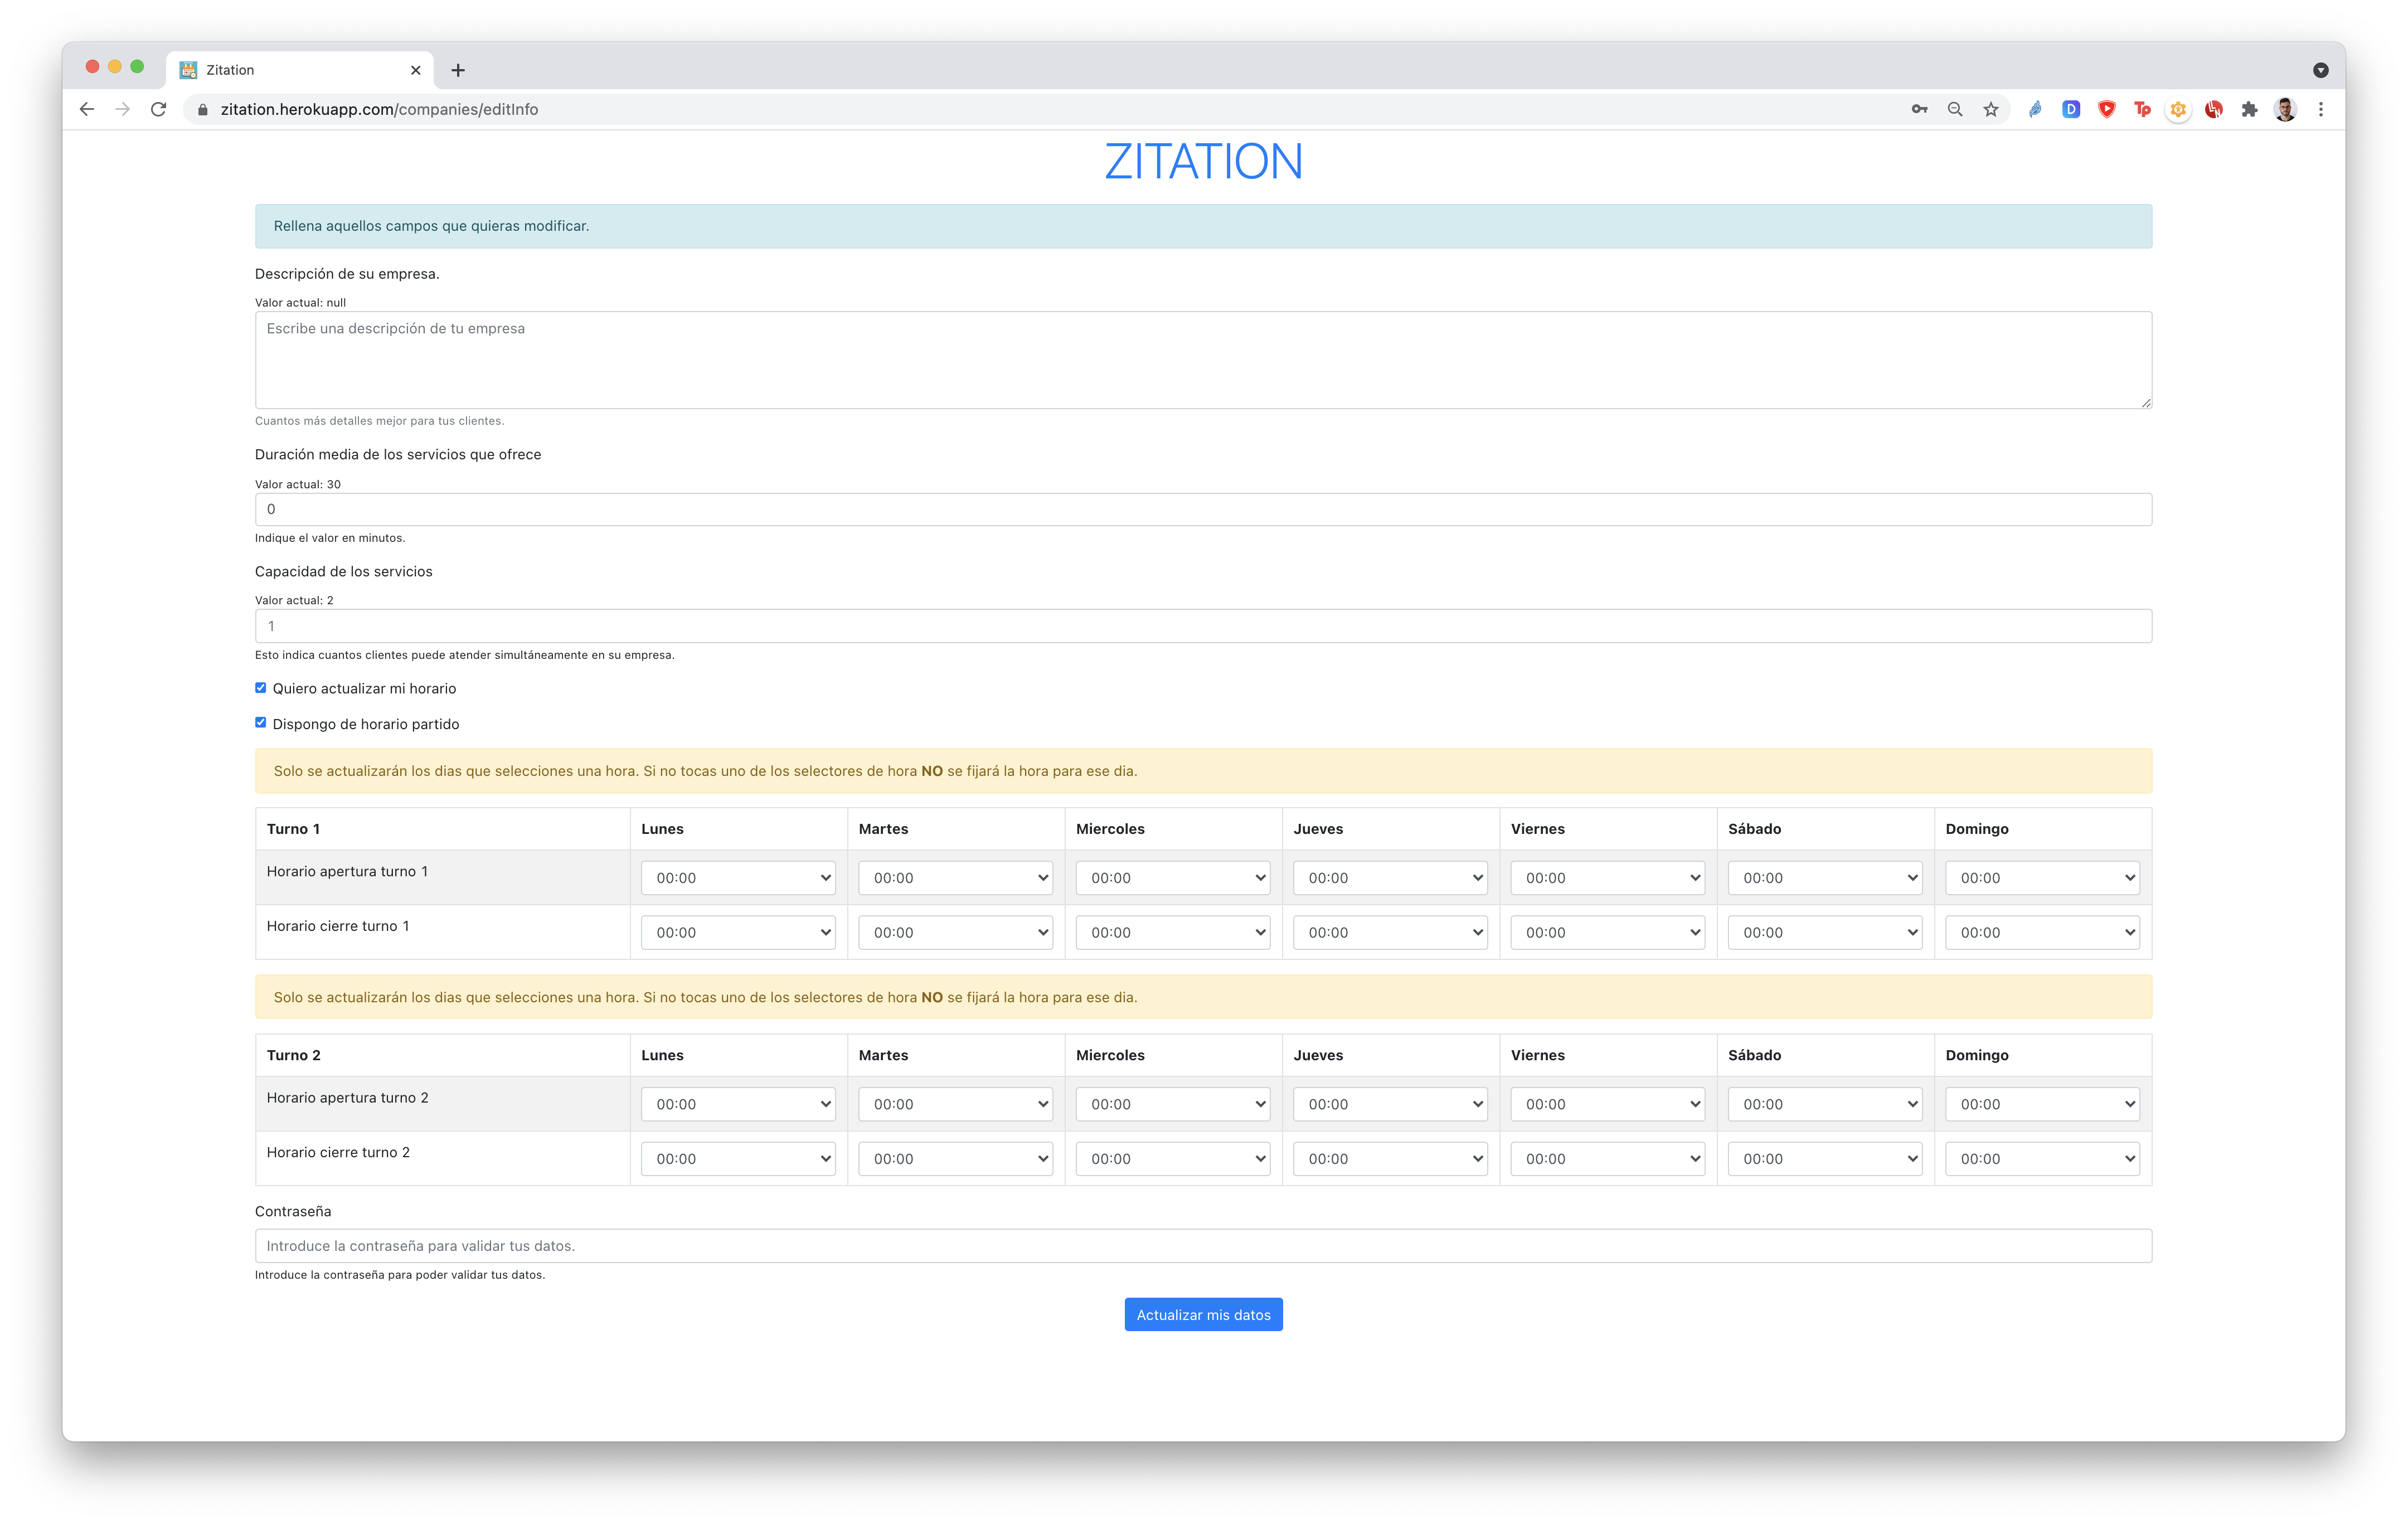 Zitation
zitation.herokuapp.com/companies/editInfo
ZITATION
Rellena aquellos campos que quieras modificar.
Descripción de su empresa.
Valor actual: null
Escribe una descripción de tu empresa
Cuantos más detalles mejor para tus clientes.
Duración media de los servicios que ofrece
Valor actual: 30
0
Indique el valor en minutos.
Capacidad de los servicios
Valor actual: 2
1
Esto indica cuantos clientes puede atender simultáneamente en su empresa.
Quiero actualizar mi horario
Dispongo de horario partido
Solo se actualizarán los dias que selecciones una hora. Si no tocas uno de los selectores de hora NO se fijará la hora para ese dia.
Turno 1 Lunes Martes Miercoles Jueves Viernes Sábado Domingo
Horario apertura turno 1 00:00 00:00 00:00 00:00 00:00 00:00 00:00
Horario cierre turno 1 00:00 00:00 00:00 00:00 00:00 00:00 00:00
Solo se actualizarán los dias que selecciones una hora. Si no tocas uno de los selectores de hora NO se fijará la hora para ese dia.
Turno 2 Lunes Martes Miercoles Jueves Viernes Sábado Domingo
Horario apertura turno 2 00:00 00:00 00:00 00:00 00:00 00:00 00:00
Horario cierre turno 2 00:00 00:00 00:00 00:00 00:00 00:00 00:00
Contraseña
Introduce la contraseña para validar tus datos.
Introduce la contraseña para poder validar tus datos.
Actualizar mis datos